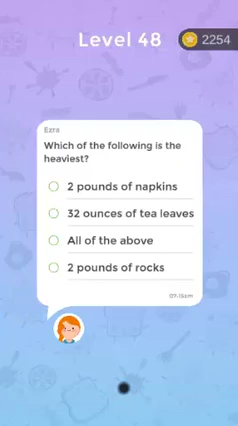 Level 48
2254
Ezra
Which of the following is the
heaviest?
2 pounds of napkins
32 ounces of tea leaves
All of the above
2 pounds of rocks
07:15am